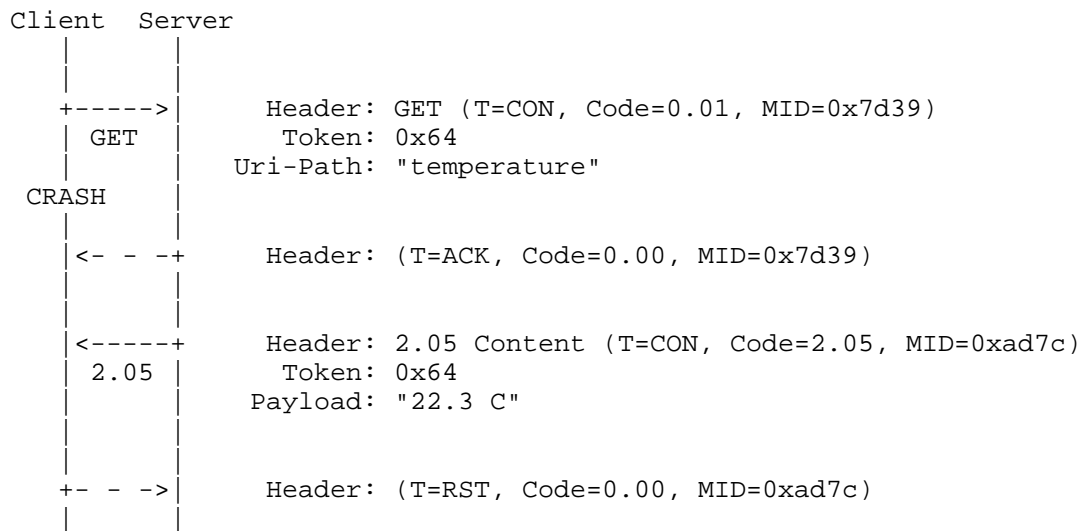 Client  Server
   |      |
   |      |
   +----->|     Header: GET (T=CON, Code=0.01, MID=0x7d39)
   | GET  |      Token: 0x64
   |      |   Uri-Path: "temperature"
 CRASH    |
   |      |
   |<- - -+     Header: (T=ACK, Code=0.00, MID=0x7d39)
   |      |
   |      |
   |<-----+     Header: 2.05 Content (T=CON, Code=2.05, MID=0xad7c)
   | 2.05 |      Token: 0x64
   |      |    Payload: "22.3 C"
   |      |
   |      |
   +- - ->|     Header: (T=RST, Code=0.00, MID=0xad7c)
   |      |